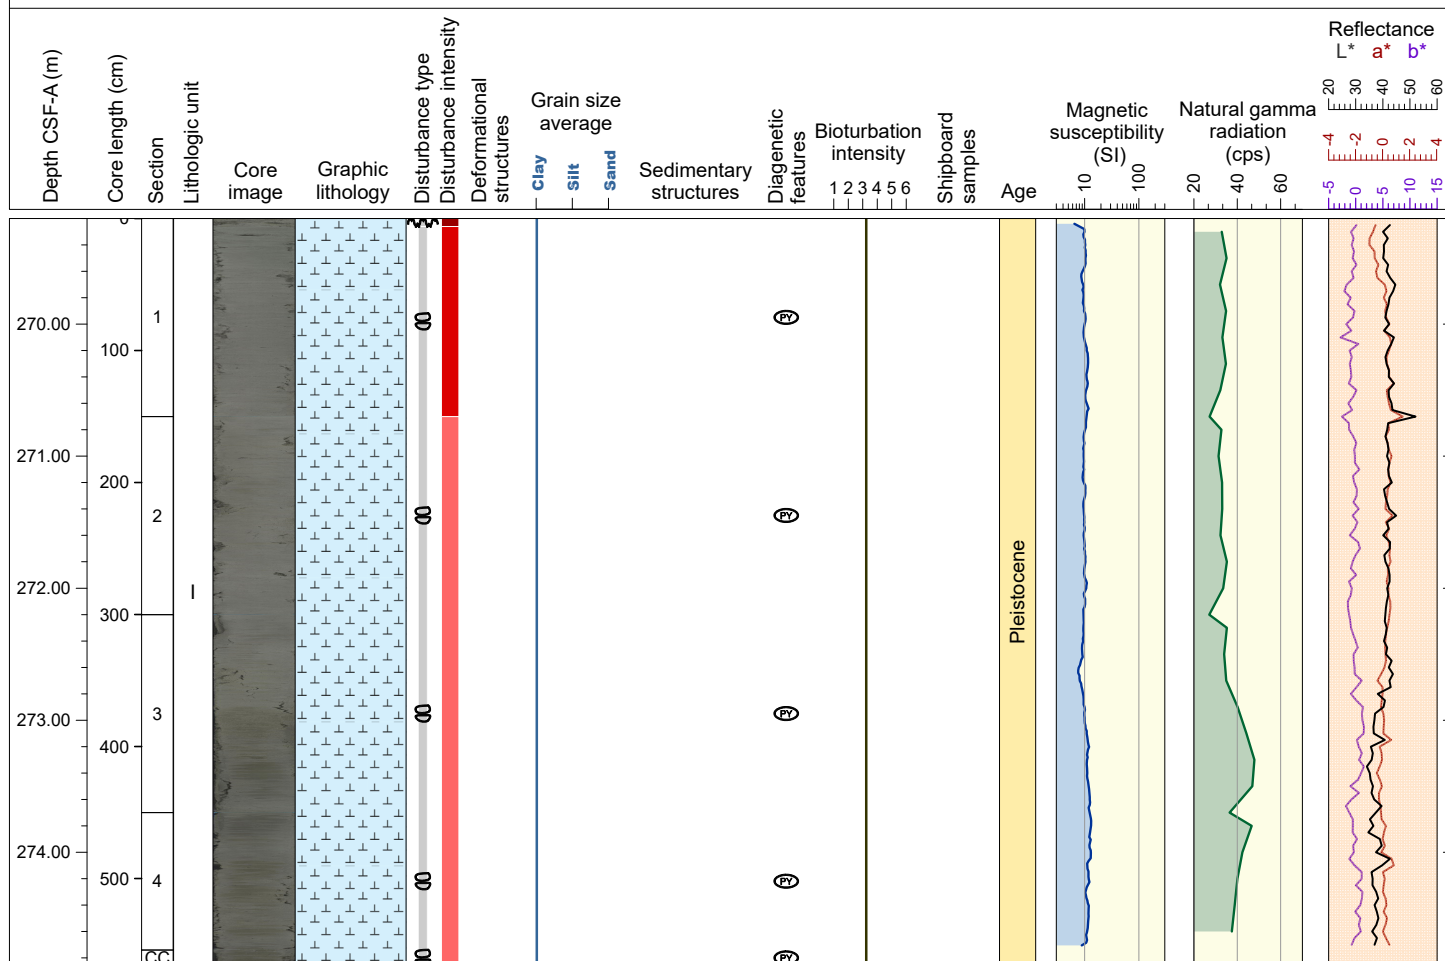 Depth CSF-A (m)
Core length (cm)
Section
Lithologic unit
Core
image
Graphic
lithology
Disturbance type
Disturbance intensity
Deformational
structures
Grain size
average
Clay
Silt
Sand
Sedimentary
structures
Diagenetic
features
Bioturbation
intensity
1 2 3 4 5 6
Shipboard
samples
Age
Magnetic
susceptibility
(SI)
10 100
Natural gamma
radiation
(cps)
20 40 60
Reflectance
L* a* b*
20 30 40 50 60
-4 -2 0 2 4
-5 0 5 10 15
0
270.00
100
1
PY
271.00
200
2
PY
272.00
I
300
Pleistocene
273.00
3
PY
400
274.00
500
4
PY
CC
PY